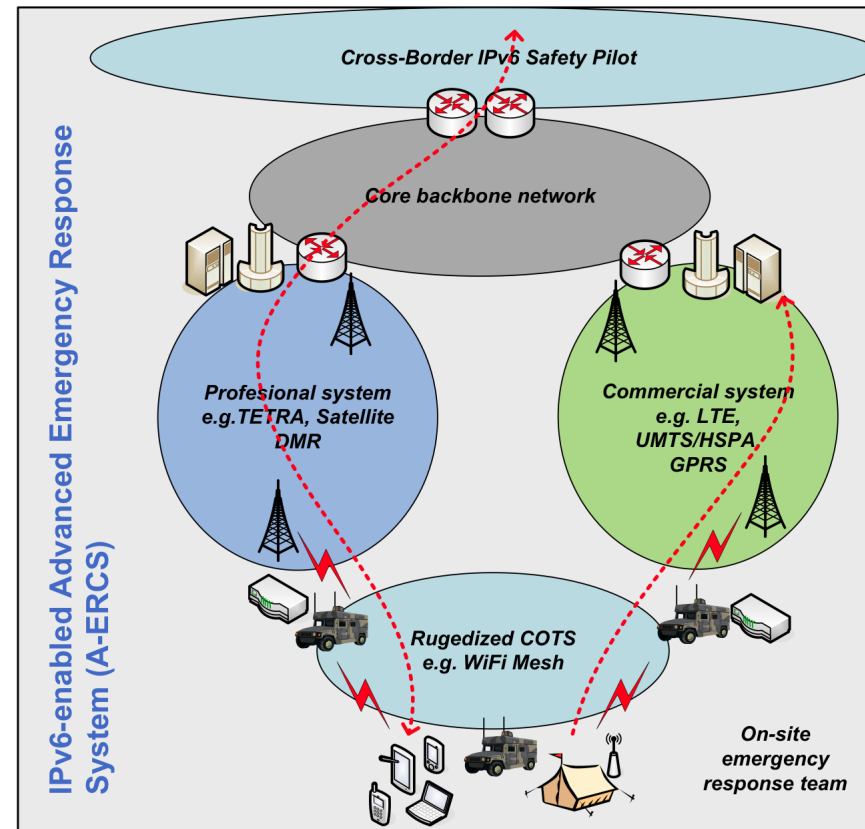 IPv6-enabled Advanced Emergency Response
System (A-ERCS)
Cross-Border IPv6 Safety Pilot
Core backbone network
Profesional system
e.g.TETRA, Satellite
DMR
Commercial system
e.g. LTE,
UMTS/HSPA
GPRS
Rugedized COTS
e.g. WiFi Mesh
On-site
emergency
response team